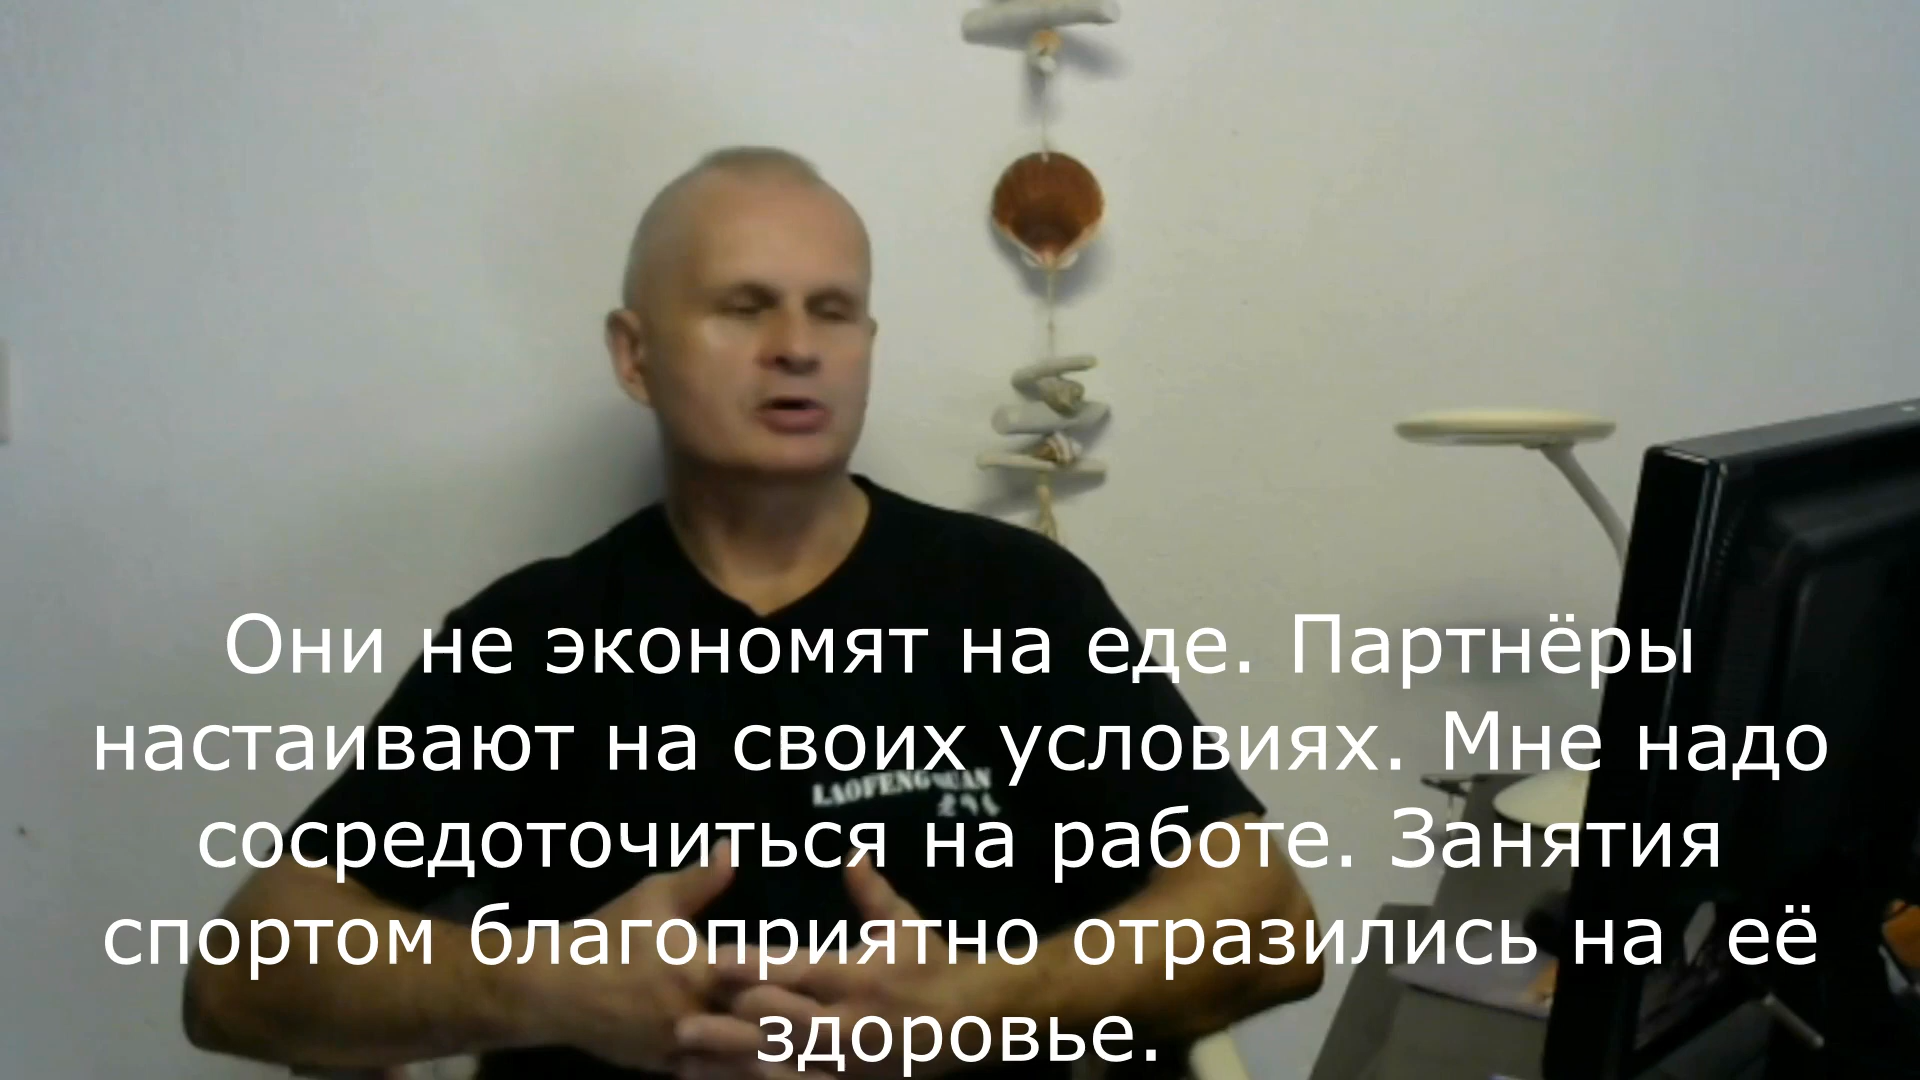 Они не экономят на еде. Партнёры
настаивают на своих условиях. Мне надо
сосредоточиться на работе. Занятия
спортом благоприятно отразились на  её
здоровье.
LAOFENGQUAN